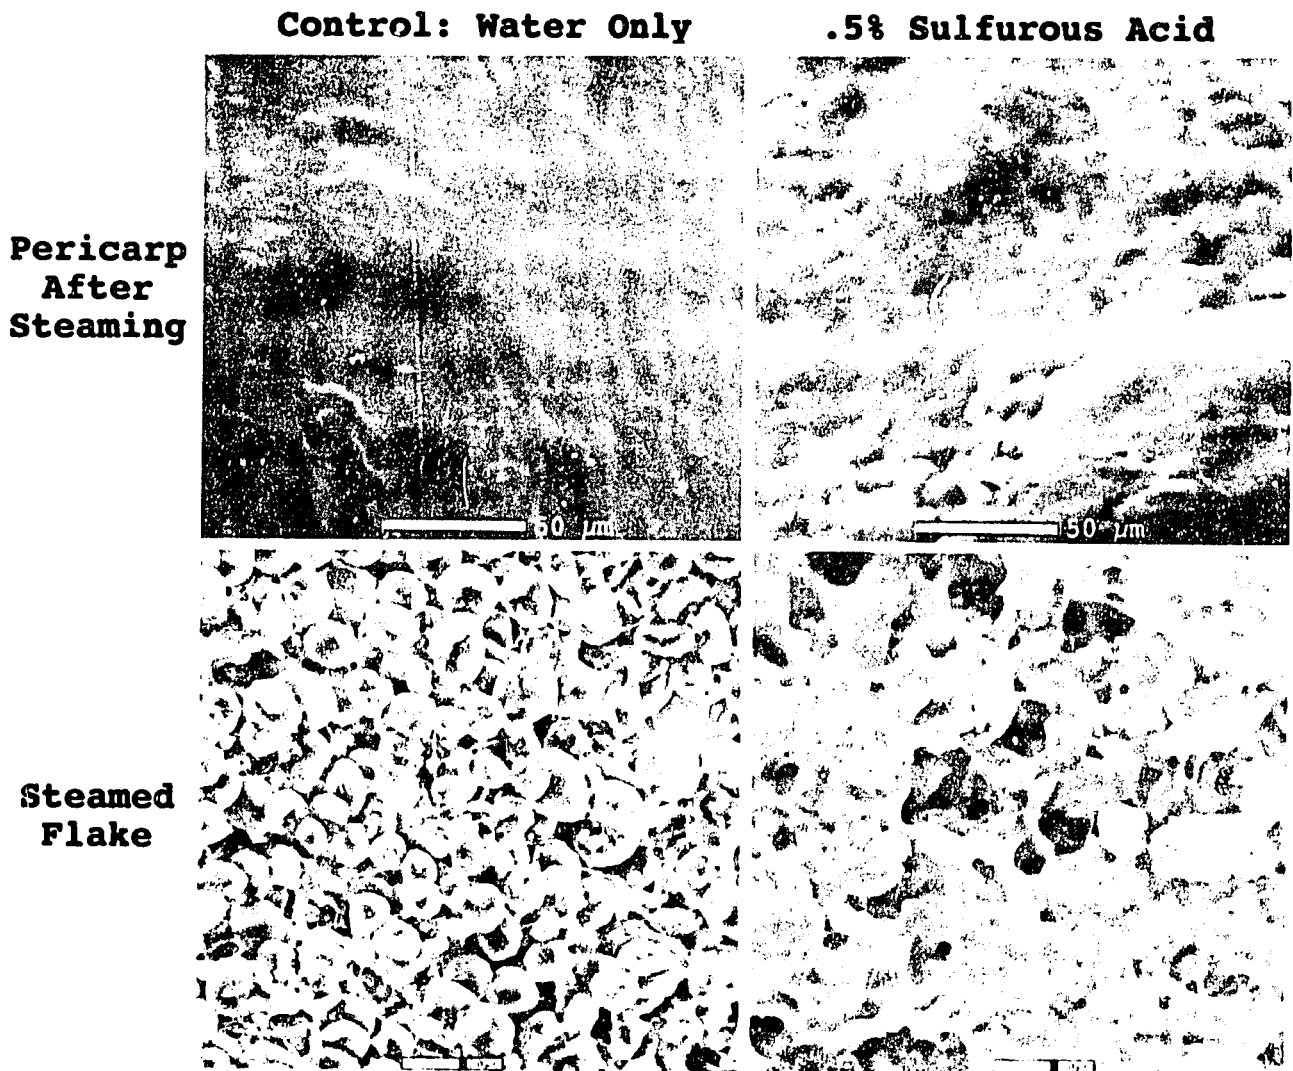 Control: Water Only
.5% Sulfurous Acid
Pericarp
After
Steaming
50 µm
50 µm
Steamed
Flake